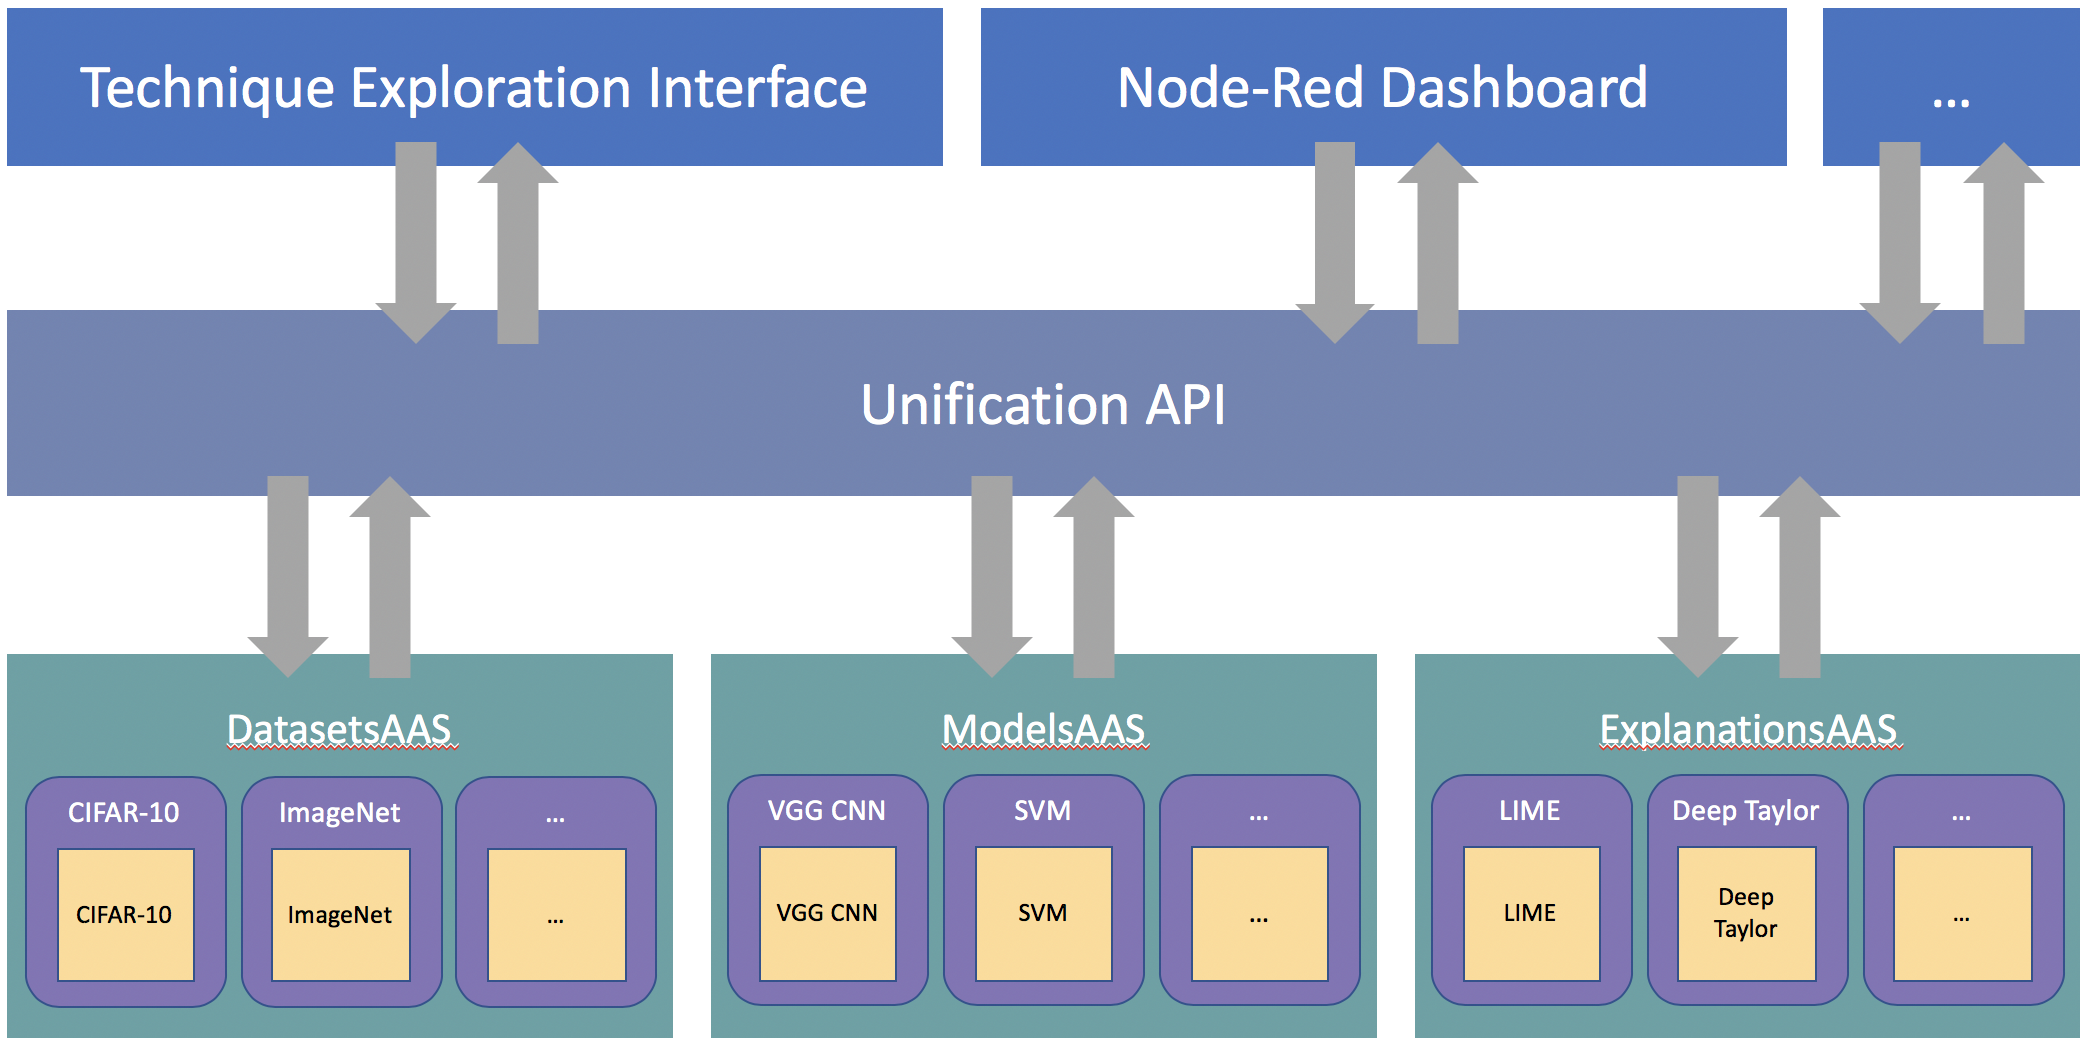 Technique Exploration Interface
Node-Red Dashboard
...
Unification API
DatasetsAAS
ModelsAAS
ExplanationsAAS
CIFAR-10
ImageNet
...
VGG CNN
SVM
...
LIME
Deep Taylor
...
CIFAR-10
ImageNet
...
VGG CNN
SVM
...
LIME
Deep
Taylor
...